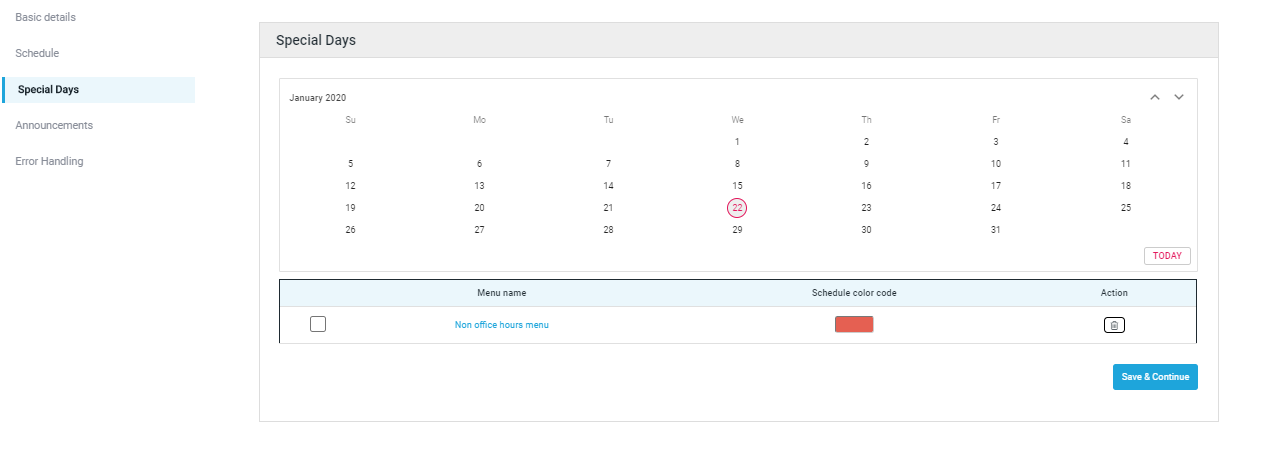 Basic details
Schedule
Special Days
Announcements
Error Handling
Special Days
January 2020
Su Mo Tu We Th Fr Sa
1 2 3 4
5 6 7 8 9 10 11
12 13 14 15 16 17 18
19 20 21 22 23 24 25
26 27 28 29 30 31
TODAY
Menu name Schedule color code Action
Non office hours menu
Save & Continue